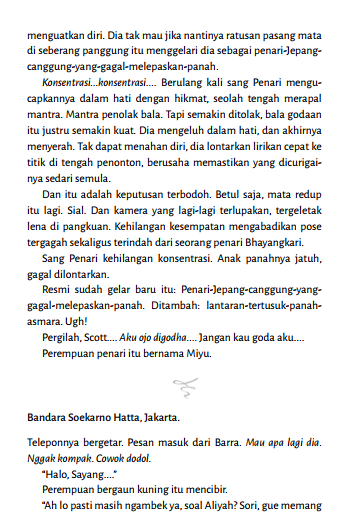 menguatkan diri. Dia tak mau jika nantinya ratusan pasang mata
di seberang panggung itu menggelari dia sebagai penari-Jepang-
canggung-yang-gagal-melepaskan-panah.
Konsentrasi...konsentrasi.... Berulang kali sang Penari mengu-
capkannya dalam hati dengan hikmat, seolah tengah merapal
mantra. Mantra penolak bala. Tapi semakin ditolak, bala godaan
itu justru semakin kuat. Dia mengeluh dalam hati, dan akhirnya
menyerah. Tak dapat menahan diri, dia lontarkan lirikan cepat ke
titik di tengah penonton, berusaha memastikan yang dicurigai-
nya sedari semula.
Dan itu adalah keputusan terbodoh. Betul saja, mata redup
itu lagi. Sial. Dan kamera yang lagi-lagi terlupakan, tergeletak
lena di pangkuan. Kehilangan kesempatan mengabadikan pose
tergagah sekaligus terindah dari seorang penari Bhayangkari.
Sang Penari kehilangan konsentrasi. Anak panahnya jatuh,
gagal dilontarkan.
Resmi sudah gelar baru itu: Penari-Jepang-canggung-yang-
gagal-melepaskan-panah. Ditambah: lantaran-tertusuk-panah-
asmara. Ugh!
Pergilah, Scott.... Aku ojo digodha.... Jangan kau goda aku....
Perempuan penari itu bernama Miyu.
Bandara Soekarno Hatta, Jakarta.
Teleponnya bergetar. Pesan masuk dari Barra. Mau apa lagi dia.
Nggak kompak. Cowok dodol.
"Halo, Sayang...."
Perempuan bergaun kuning itu mencibir.
"Ah lo pasti masih ngambek ya, soal Aliyah? Sori, gue memang